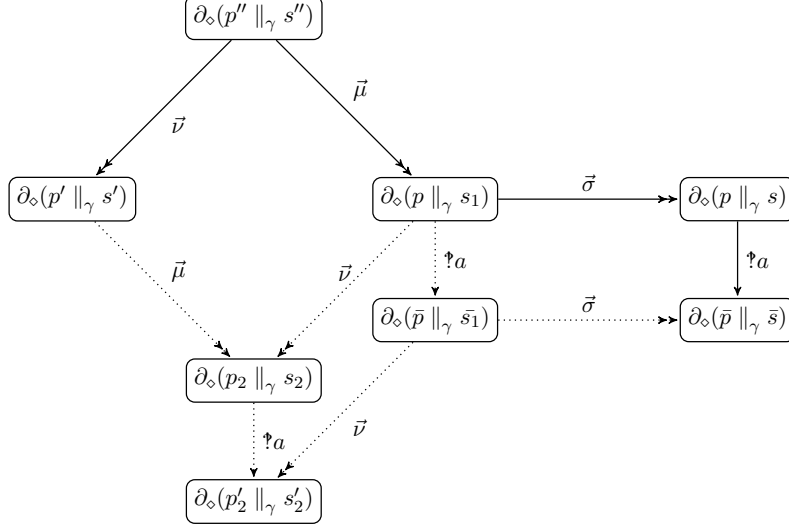 ∂⋄(p″ ∥γ s″)
ν⃗
μ⃗
∂⋄(p′ ∥γ s′)
∂⋄(p ∥γ s₁)
σ⃗
∂⋄(p ∥γ s)
μ⃗
ν⃗
‽a
‽a
∂⋄(p̄ ∥γ s̄₁)
σ⃗
∂⋄(p̄ ∥γ s̄)
∂⋄(p₂ ∥γ s₂)
‽a
ν⃗
∂⋄(p′₂ ∥γ s′₂)